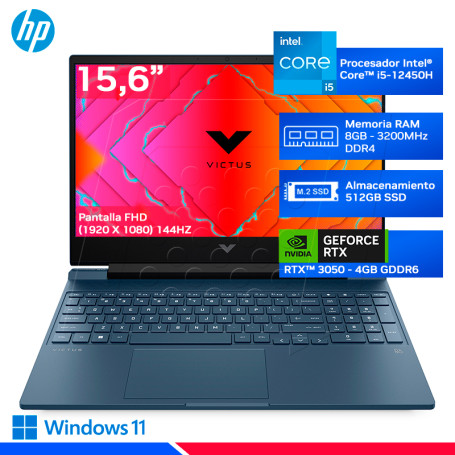 hp
15,6”
intel
CORE
i5
Procesador Intel®
Core™ i5-12450H
Memoria RAM
8GB - 3200MHz
DDR4
M.2 SSD
Almacenamiento
512GB SSD
NVIDIA
GEFORCE
RTX
RTX™ 3050 - 4GB GDDR6
VICTUS
Pantalla FHD
(1920 X 1080) 144HZ
VICTUS
Windows 11